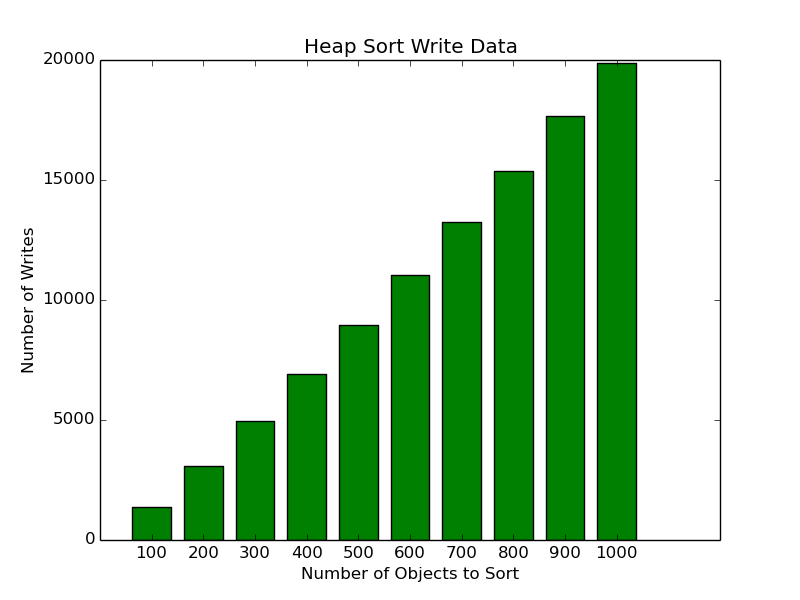 Heap Sort Write Data
20000
15000
10000
5000
0
Number of Writes
100 200 300 400 500 600 700 800 900 1000
Number of Objects to Sort